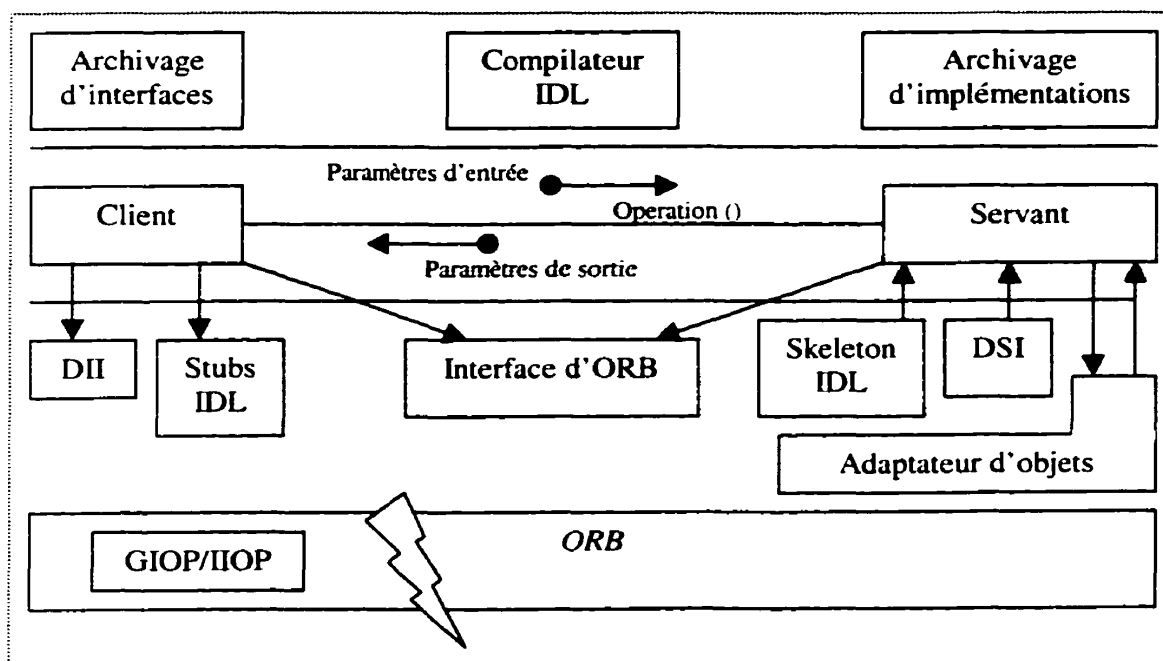 Archivage
d'interfaces
Compilateur
IDL
Archivage
d'implémentations
Paramètres d'entrée
Client
Operation ()
Servant
Paramètres de sortie
DII
Stubs
IDL
Interface d'ORB
Skeleton
IDL
DSI
Adaptateur d'objets
ORB
GIOP/IIOP